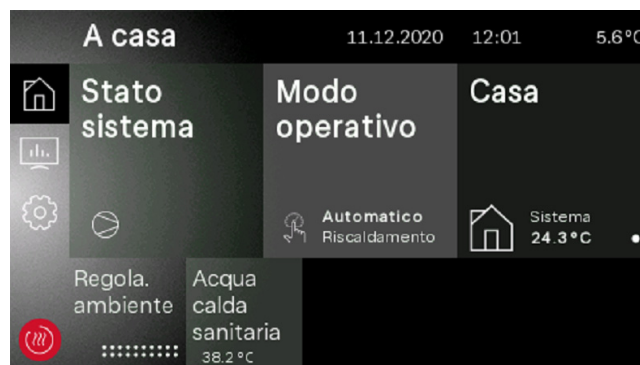 A casa 11.12.2020 12:01 5.6°C
Stato
sistema
Modo
operativo
Casa
Automatico
Riscaldamento
Sistema
24.3°C
Regola.
ambiente
Acqua
calda
sanitaria
38.2°C